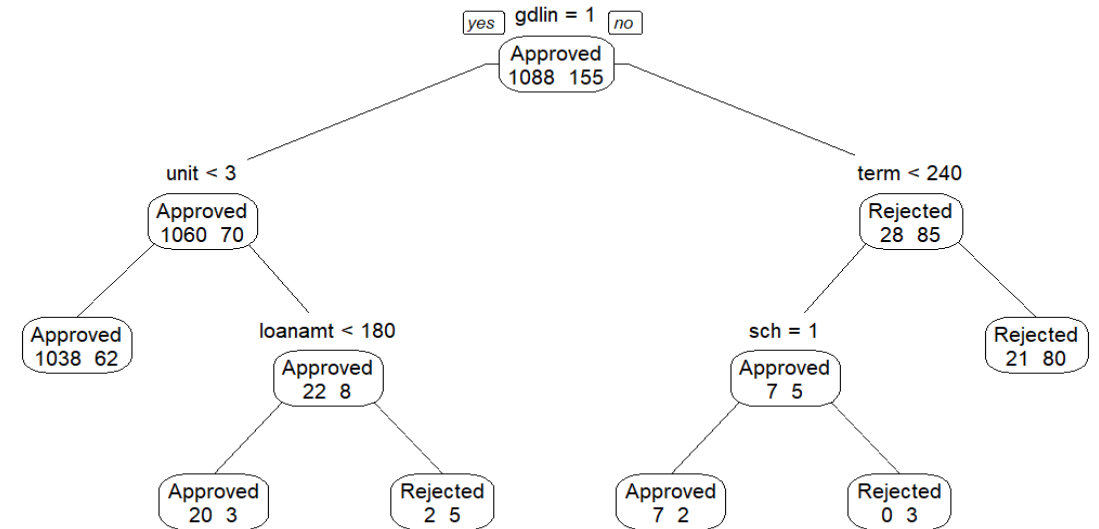 yes gdlin = 1 no
Approved
1088 155
unit < 3 term < 240
Approved Rejected
1060 70 28 85
Approved loanamt < 180 sch = 1 Rejected
1038 62 21 80
Approved Approved
22 8 7 5
Approved Rejected Approved Rejected
20 3 2 5 7 2 0 3